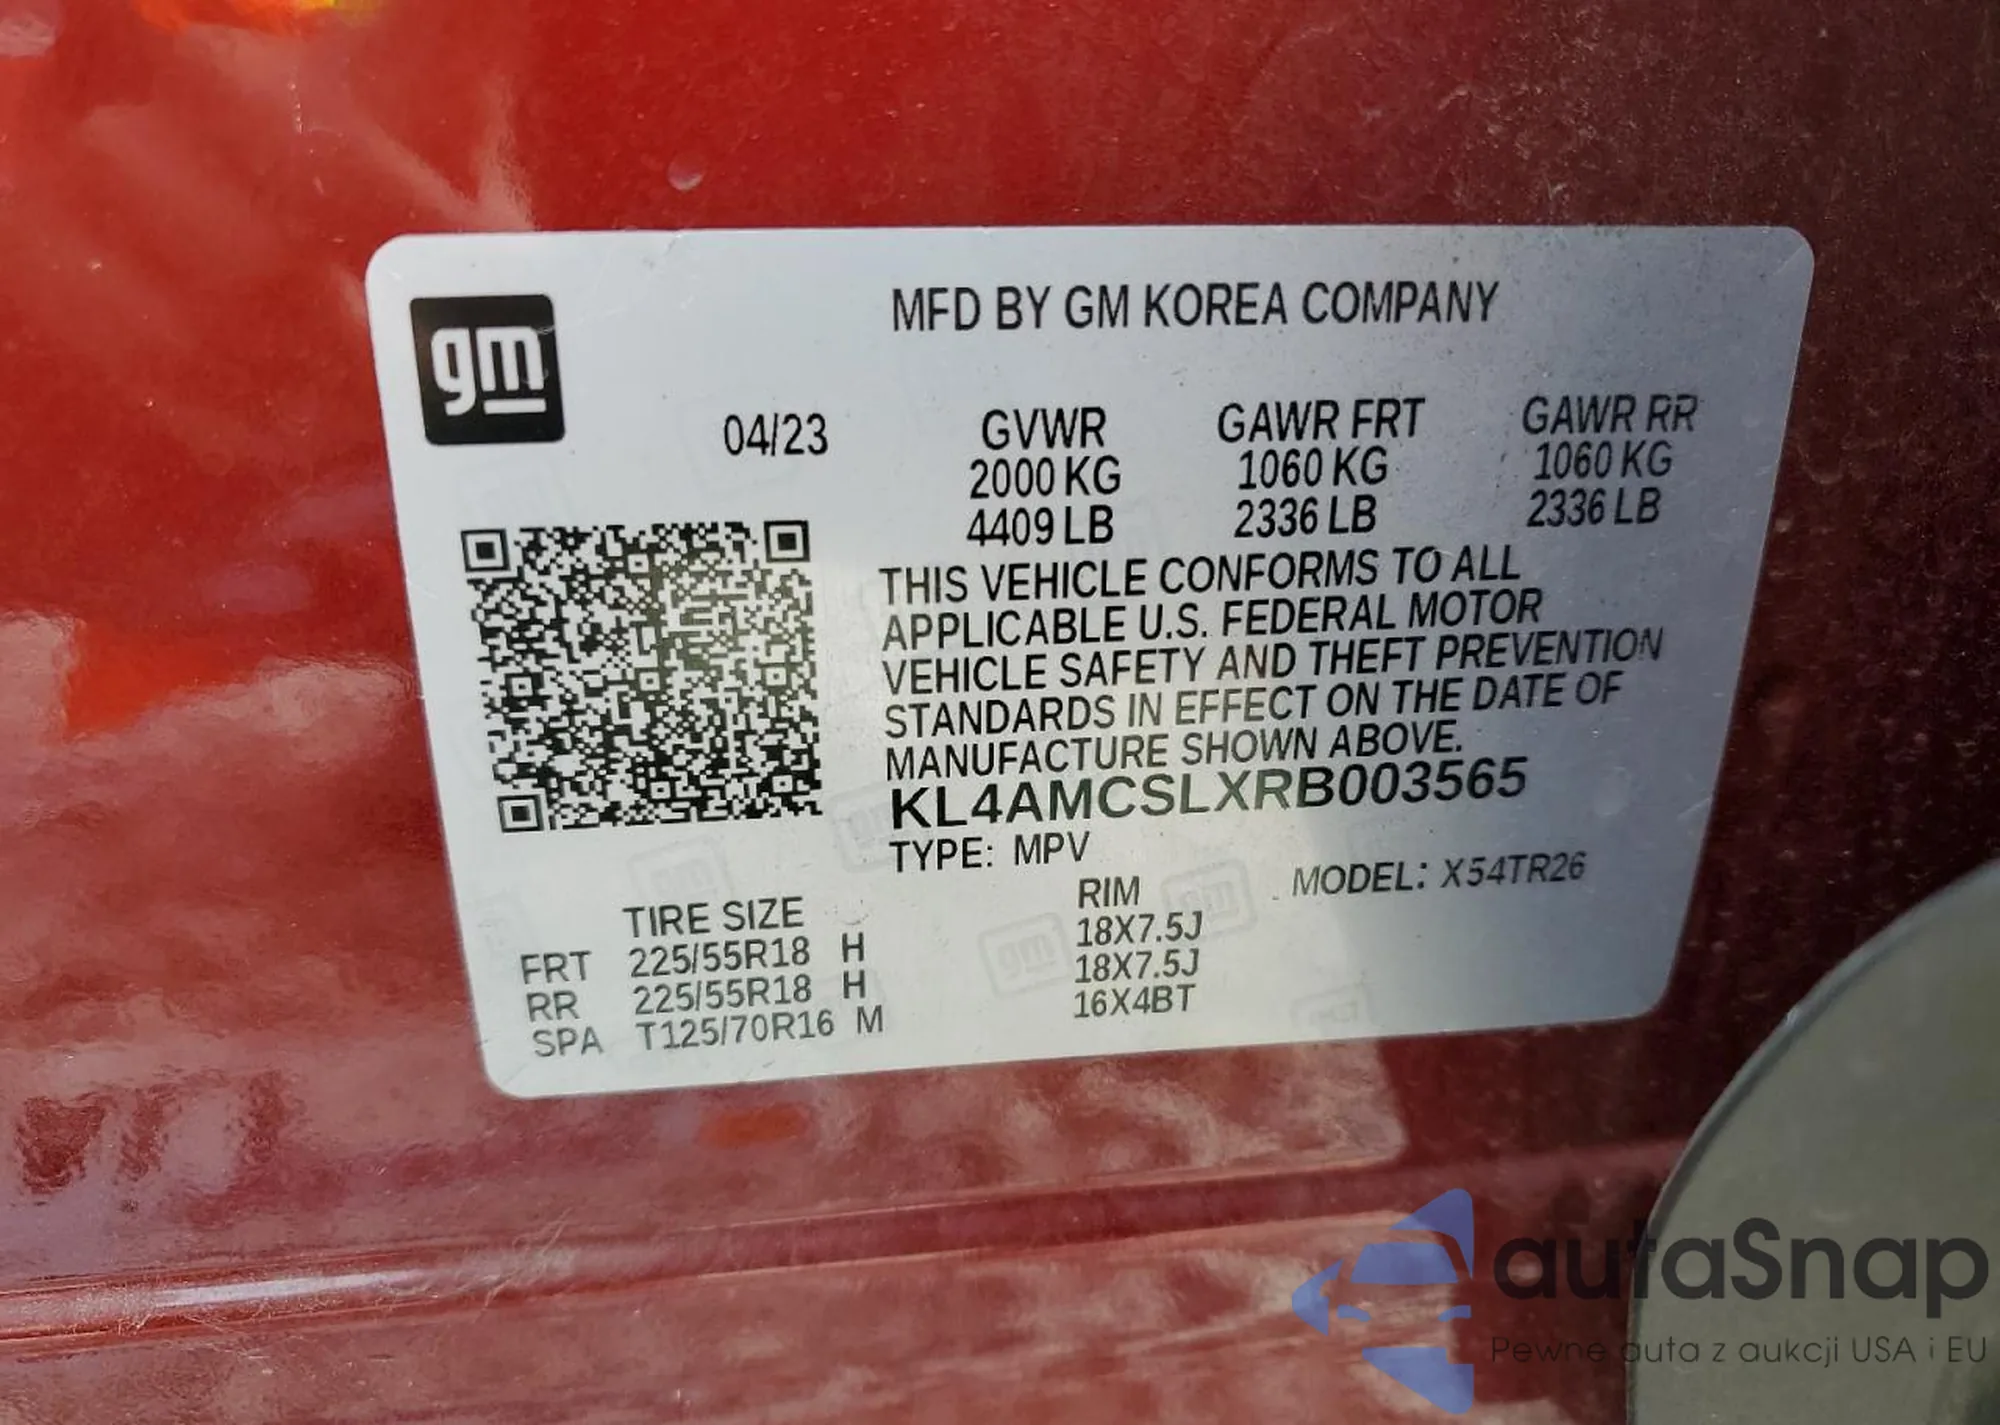 gm
MFD BY GM KOREA COMPANY
04/23
GVWR GAWR FRT GAWR RR
2000 KG 1060 KG 1060 KG
4409 LB 2336 LB 2336 LB
THIS VEHICLE CONFORMS TO ALL
APPLICABLE U.S. FEDERAL MOTOR
VEHICLE SAFETY AND THEFT PREVENTION
STANDARDS IN EFFECT ON THE DATE OF
MANUFACTURE SHOWN ABOVE.
KL4AMCSLXRB003565
TYPE: MPV MODEL: X54TR26
TIRE SIZE RIM
FRT 225/55R18 H 18X7.5J
RR 225/55R18 H 18X7.5J
SPA T125/70R16 M 16X4BT
autaSnap
Pewne auta z aukcji USA i EU